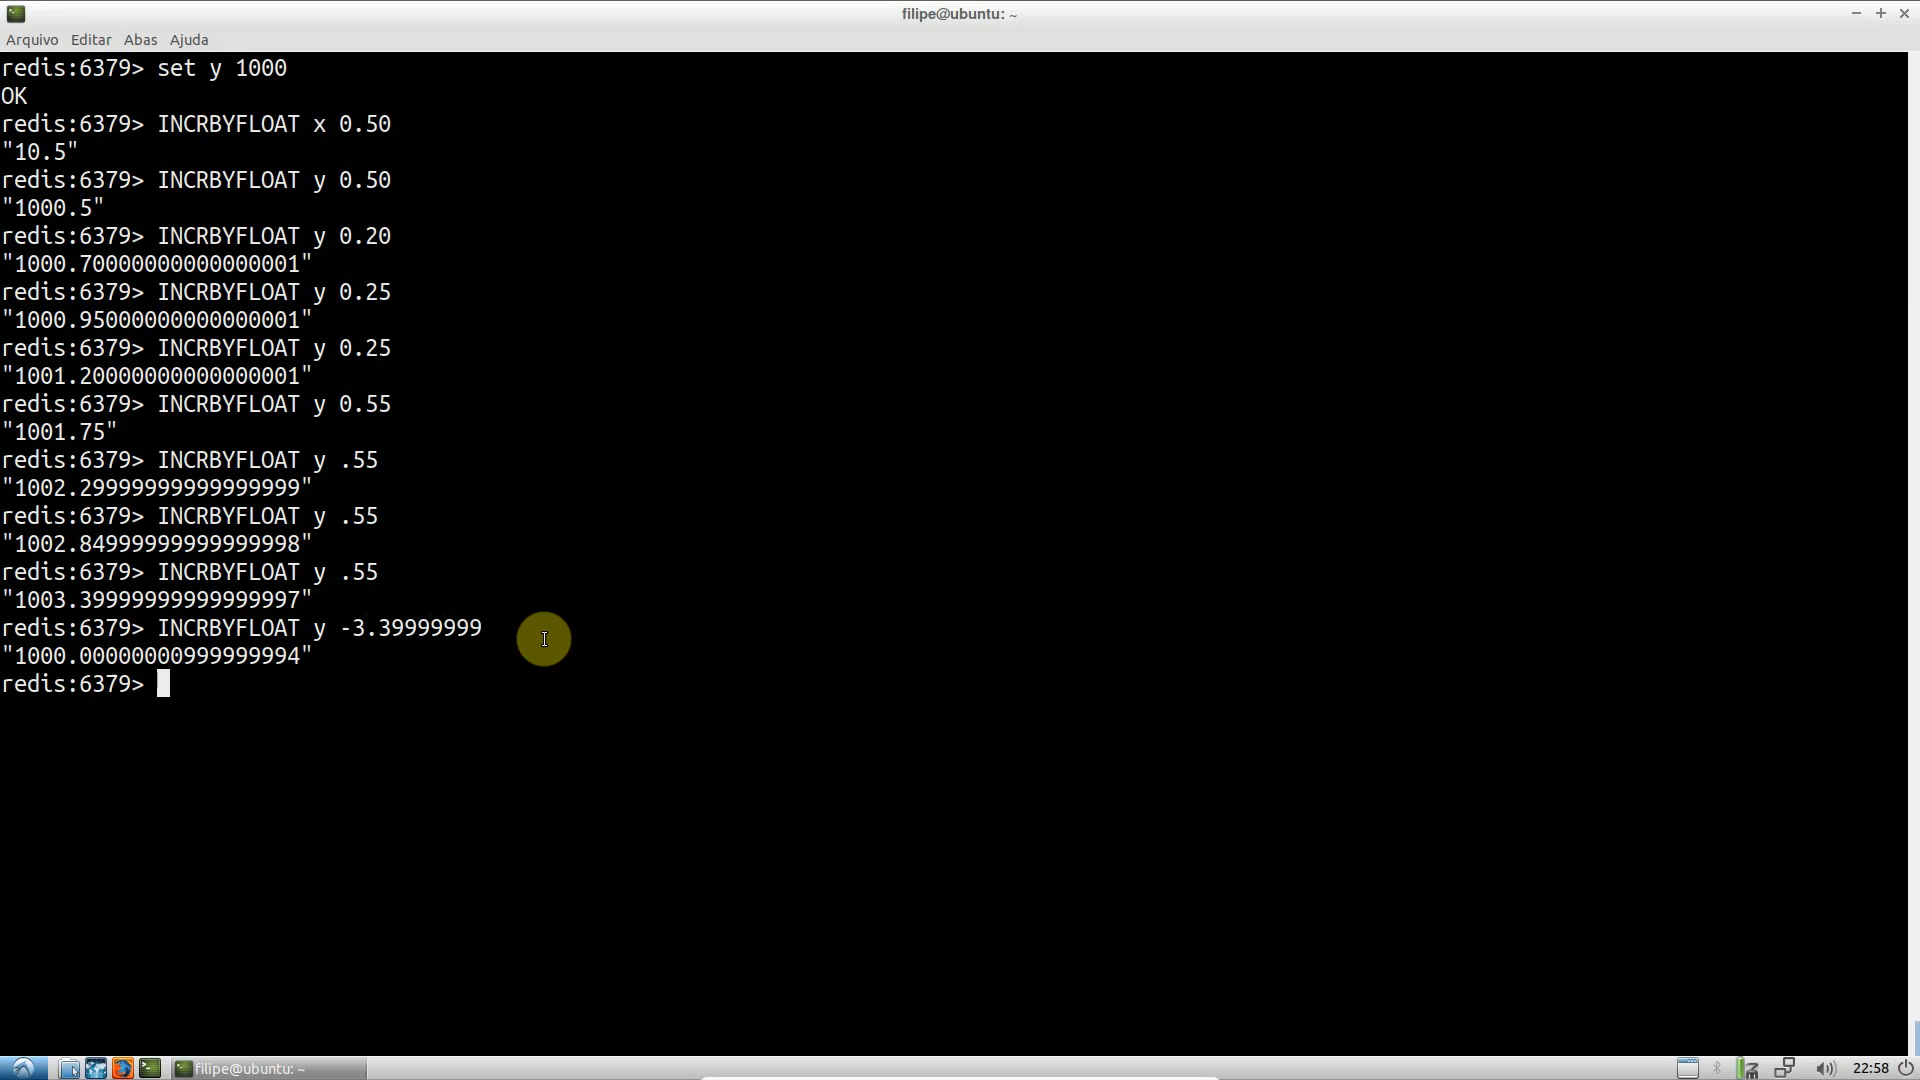 filipe@ubuntu: ~
Arquivo Editar Abas Ajuda
redis:6379> set y 1000
OK
redis:6379> INCRBYFLOAT x 0.50
"10.5"
redis:6379> INCRBYFLOAT y 0.50
"1000.5"
redis:6379> INCRBYFLOAT y 0.20
"1000.70000000000000001"
redis:6379> INCRBYFLOAT y 0.25
"1000.95000000000000001"
redis:6379> INCRBYFLOAT y 0.25
"1001.20000000000000001"
redis:6379> INCRBYFLOAT y 0.55
"1001.75"
redis:6379> INCRBYFLOAT y .55
"1002.29999999999999999"
redis:6379> INCRBYFLOAT y .55
"1002.84999999999999998"
redis:6379> INCRBYFLOAT y .55
"1003.39999999999999997"
redis:6379> INCRBYFLOAT y -3.39999999
"1000.00000000999999994"
redis:6379>
filipe@ubuntu: ~
22:58